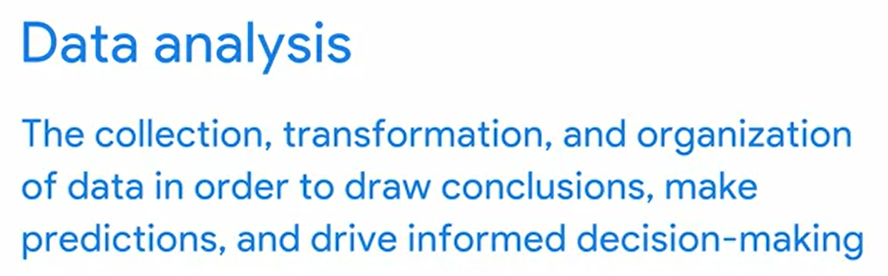 Data analysis
The collection, transformation, and organization
of data in order to draw conclusions, make
predictions, and drive informed decision-making